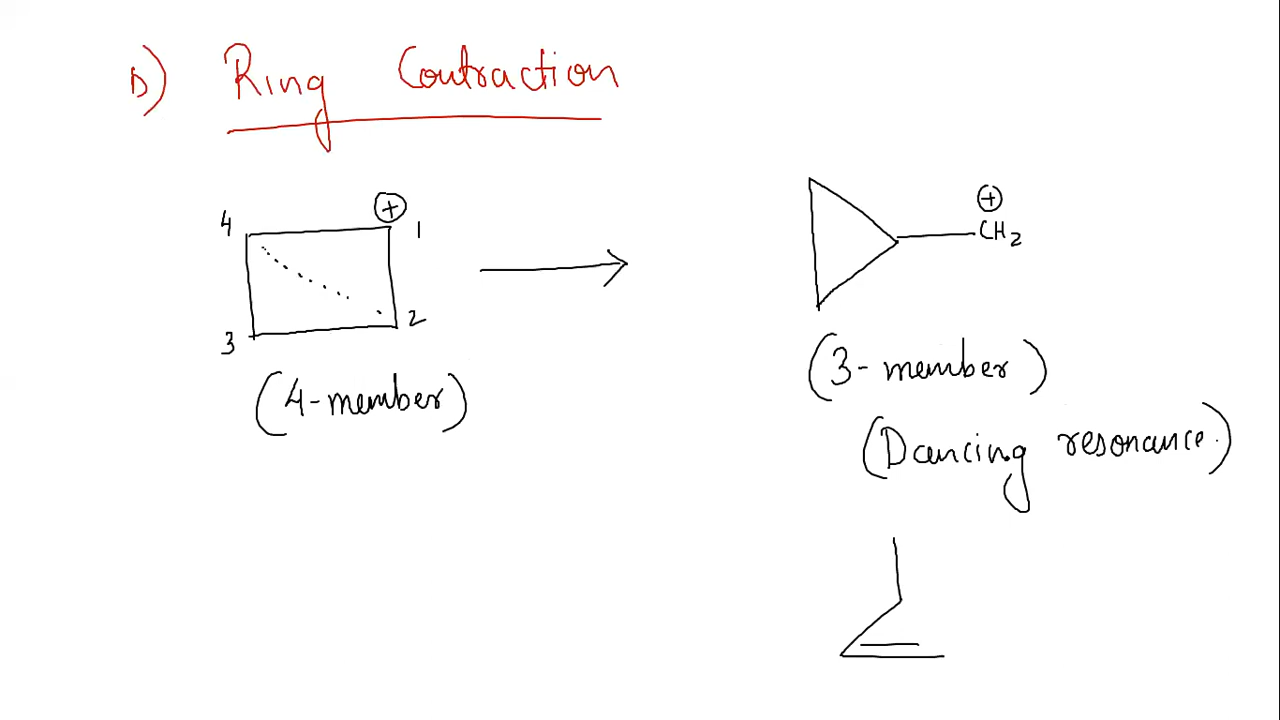 D) Ring Contraction
4 ⊕ 1
3 2
(4-member)
⊕
CH₂
(3-member)
(Dancing resonance.)